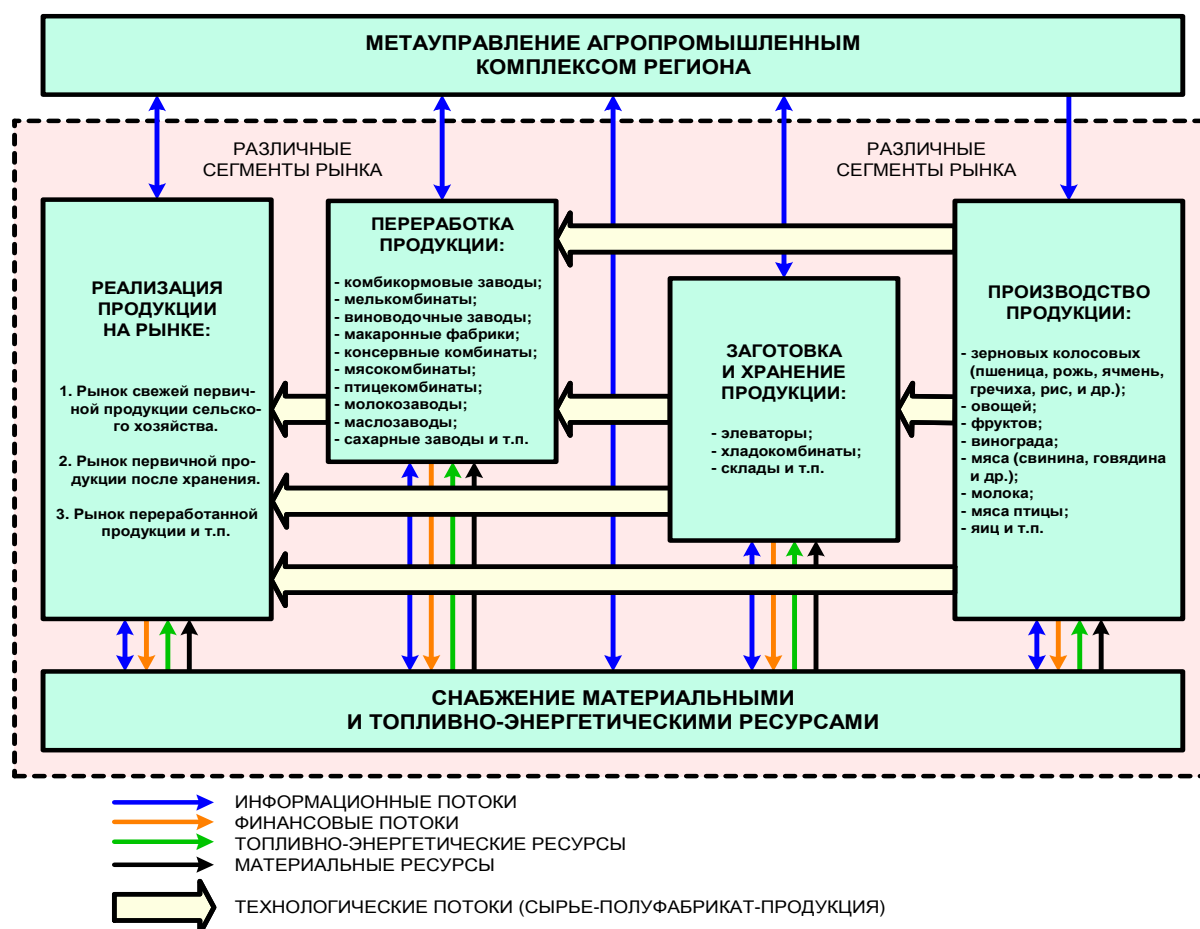 МЕТАУПРАВЛЕНИЕ АГРОПРОМЫШЛЕННЫМ
КОМПЛЕКСОМ РЕГИОНА
РАЗЛИЧНЫЕ
СЕГМЕНТЫ РЫНКА
РАЗЛИЧНЫЕ
СЕГМЕНТЫ РЫНКА
РЕАЛИЗАЦИЯ
ПРОДУКЦИИ
НА РЫНКЕ:
1. Рынок свежей первич-
ной продукции сельско-
го хозяйства.
2. Рынок первичной про-
дукции после хранения.
3. Рынок переработанной
продукции и т.п.
ПЕРЕРАБОТКА
ПРОДУКЦИИ:
- комбикормовые заводы;
- мелькомбинаты;
- виноводочные заводы;
- макаронные фабрики;
- консервные комбинаты;
- мясокомбинаты;
- птицекомбинаты;
- молокозаводы;
- маслозаводы;
- сахарные заводы и т.п.
ЗАГОТОВКА
И ХРАНЕНИЕ
ПРОДУКЦИИ:
- элеваторы;
- хладокомбинаты;
- склады и т.п.
ПРОИЗВОДСТВО
ПРОДУКЦИИ:
- зерновых колосовых
(пшеница, рожь, ячмень,
гречиха, рис, и др.);
- овощей;
- фруктов;
- винограда;
- мяса (свинина, говядина
и др.);
- молока;
- мяса птицы;
- яиц и т.п.
СНАБЖЕНИЕ МАТЕРИАЛЬНЫМИ
И ТОПЛИВНО-ЭНЕРГЕТИЧЕСКИМИ РЕСУРСАМИ
ИНФОРМАЦИОННЫЕ ПОТОКИ
ФИНАНСОВЫЕ ПОТОКИ
ТОПЛИВНО-ЭНЕРГЕТИЧЕСКИЕ РЕСУРСЫ
МАТЕРИАЛЬНЫЕ РЕСУРСЫ
ТЕХНОЛОГИЧЕСКИЕ ПОТОКИ (СЫРЬЕ-ПОЛУФАБРИКАТ-ПРОДУКЦИЯ)